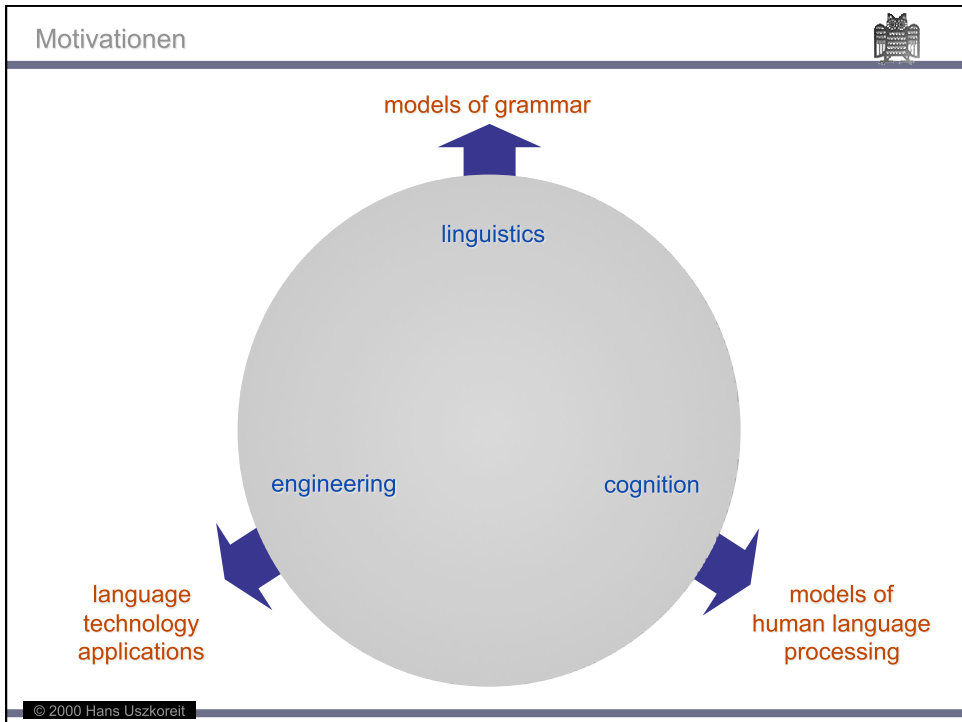 Motivationen
models of grammar
linguistics
engineering
cognition
language
technology
applications
models of
human language
processing
© 2000 Hans Uszkoreit